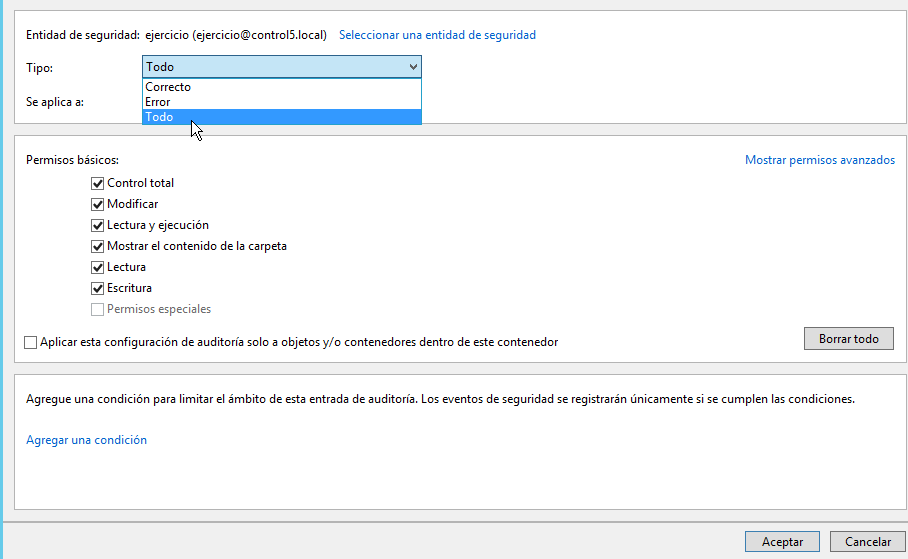 Entidad de seguridad: ejercicio (ejercicio@control5.local) Seleccionar una entidad de seguridad
Tipo: Todo
Correcto
Se aplica a: Error
Todo
Permisos básicos: Mostrar permisos avanzados
Control total
Modificar
Lectura y ejecución
Mostrar el contenido de la carpeta
Lectura
Escritura
Permisos especiales
Aplicar esta configuración de auditoría solo a objetos y/o contenedores dentro de este contenedor Borrar todo
Agregue una condición para limitar el ámbito de esta entrada de auditoría. Los eventos de seguridad se registrarán únicamente si se cumplen las condiciones.
Agregar una condición
Aceptar Cancelar